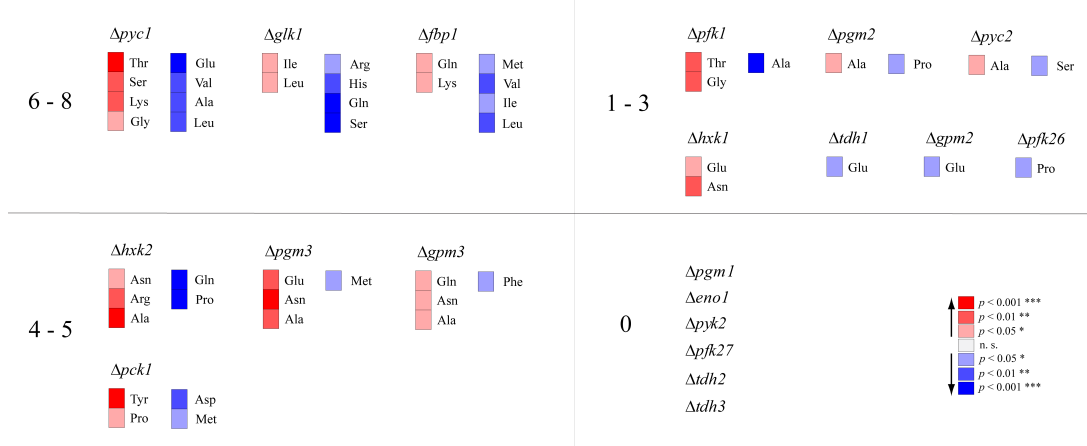 Δpyc1 Δglk1 Δfbp1
Thr Glu Ile Arg Gln Met
Ser Val Leu His Lys Val
Lys Ala Gln Ile
Gly Leu Ser Leu
6 - 8
Δpfk1 Δpgm2 Δpyc2
Thr Ala Ala Pro Ala Ser
Gly
1 - 3
Δhxk1 Δtdh1 Δgpm2 Δpfk26
Glu Glu Glu Pro
Asn
Δhxk2 Δpgm3 Δgpm3
Asn Gln Glu Met Gln Phe
Arg Pro Asn Asn
Ala Ala Ala
4 - 5
Δpck1
Tyr Asp
Pro Met
0
Δpgm1
Δeno1
Δpyk2
Δpfk27
Δtdh2
Δtdh3
p < 0.001 ***
p < 0.01 **
p < 0.05 *
n. s.
p < 0.05 *
p < 0.01 **
p < 0.001 ***